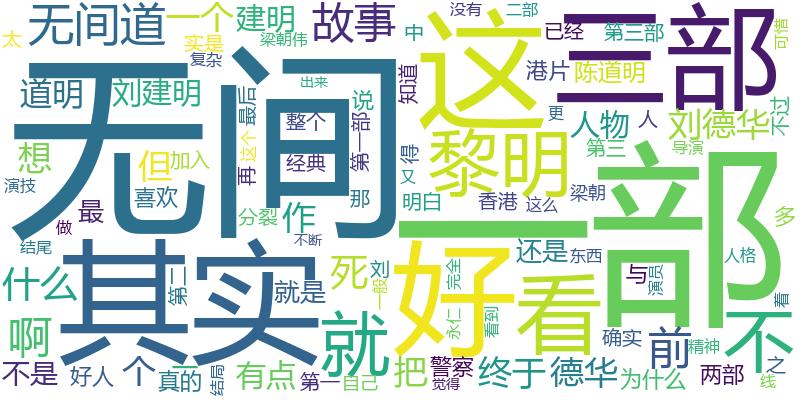 无间
一部
这
三部
好
其实
黎明
看
就
不
无间道
一个
建明
故事
道明
刘建明
想
但
加入
喜欢
演技
最
做
结尾
什么
啊
不是
好人
个
真的
结局
第二
一
有点
就是
分裂
作
不断
死
刘
一般
自己
第一
把
警察
觉得
终于
德华
为什么
两部
前
确实
精神
之
线
与
演员
人格
着
多
东西
还是
完全
看到
永仁
明白
香港
这么
梁朝
又
得
那
说
第一部
经典
整个
再
这个
最后
出来
知道
中
没有
二部
已经
第三部
港片
陈道明
人物
人
更
第三
刘德华
导演
不过
可惜
太
实是
复杂
梁朝伟